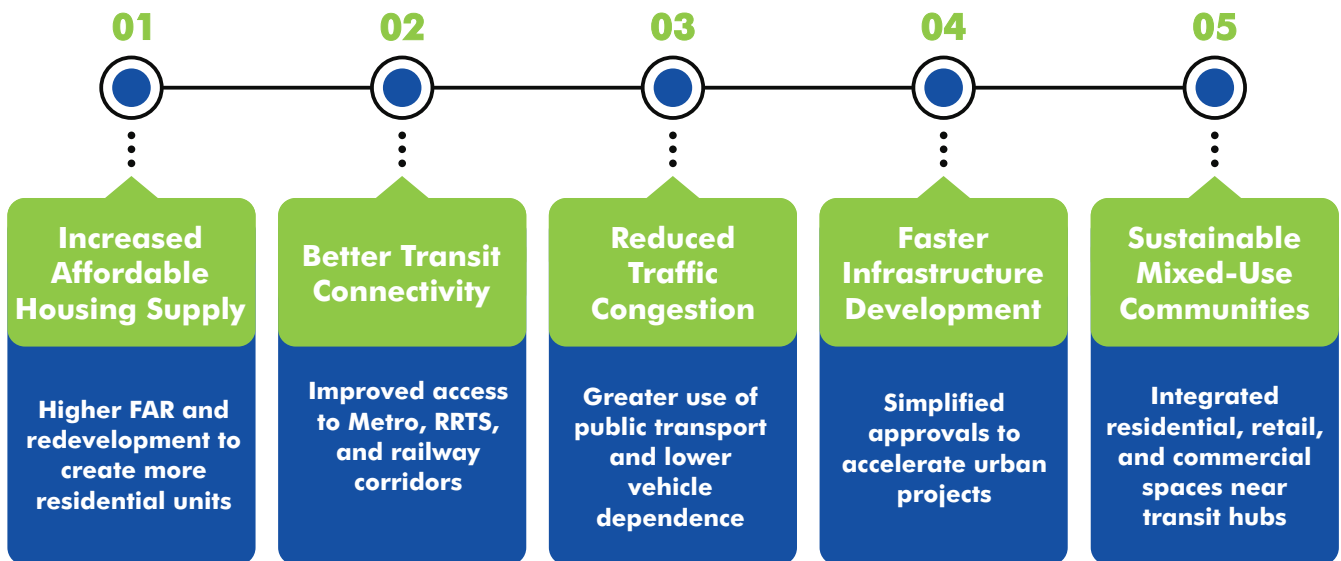 01
02
03
04
05
Increased
Affordable
Housing Supply
Higher FAR and
redevelopment to
create more
residential units
Better Transit
Connectivity
Improved access
to Metro, RRTS,
and railway
corridors
Reduced
Traffic
Congestion
Greater use of
public transport
and lower
vehicle
dependence
Faster
Infrastructure
Development
Simplified
approvals to
accelerate urban
projects
Sustainable
Mixed-Use
Communities
Integrated
residential, retail,
and commercial
spaces near
transit hubs